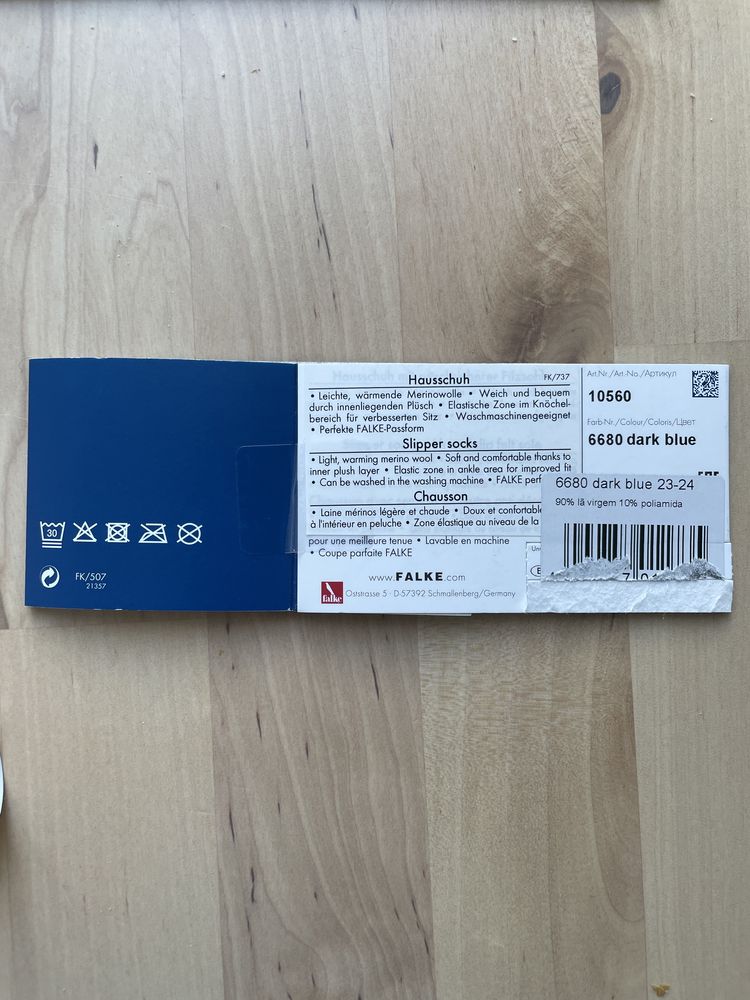 30
FK/507
21357
Hausschuh FK/737
• Leichte, wärmende Merinowolle • Weich und bequem
durch innenliegenden Plüsch • Elastische Zone im Knöchel-
bereich für verbesserten Sitz • Waschmaschinengeeignet
• Perfekte FALKE-Passform
Slipper socks
• Light, warming merino wool • Soft and comfortable thanks to
inner plush layer • Elastic zone in ankle area for improved fit
• Can be washed in the washing machine • FALKE
Chausson
• Laine mérinos légère et chaude • Doux et confortable
à l'intérieur en peluche • Zone élastique au niveau de la
pour une meilleure tenue • Lavable en machine
• Coupe parfaite FALKE
www.FALKE.com
falke
Oststrasse 5 · D-57392 Schmallenberg/Germany
Art.Nr./Art.-No./Артикул
10560
Farb-Nr./Colour/Coloris/Цвет
6680 dark blue
6680 dark blue 23-24
90% lã virgem 10% poliamida